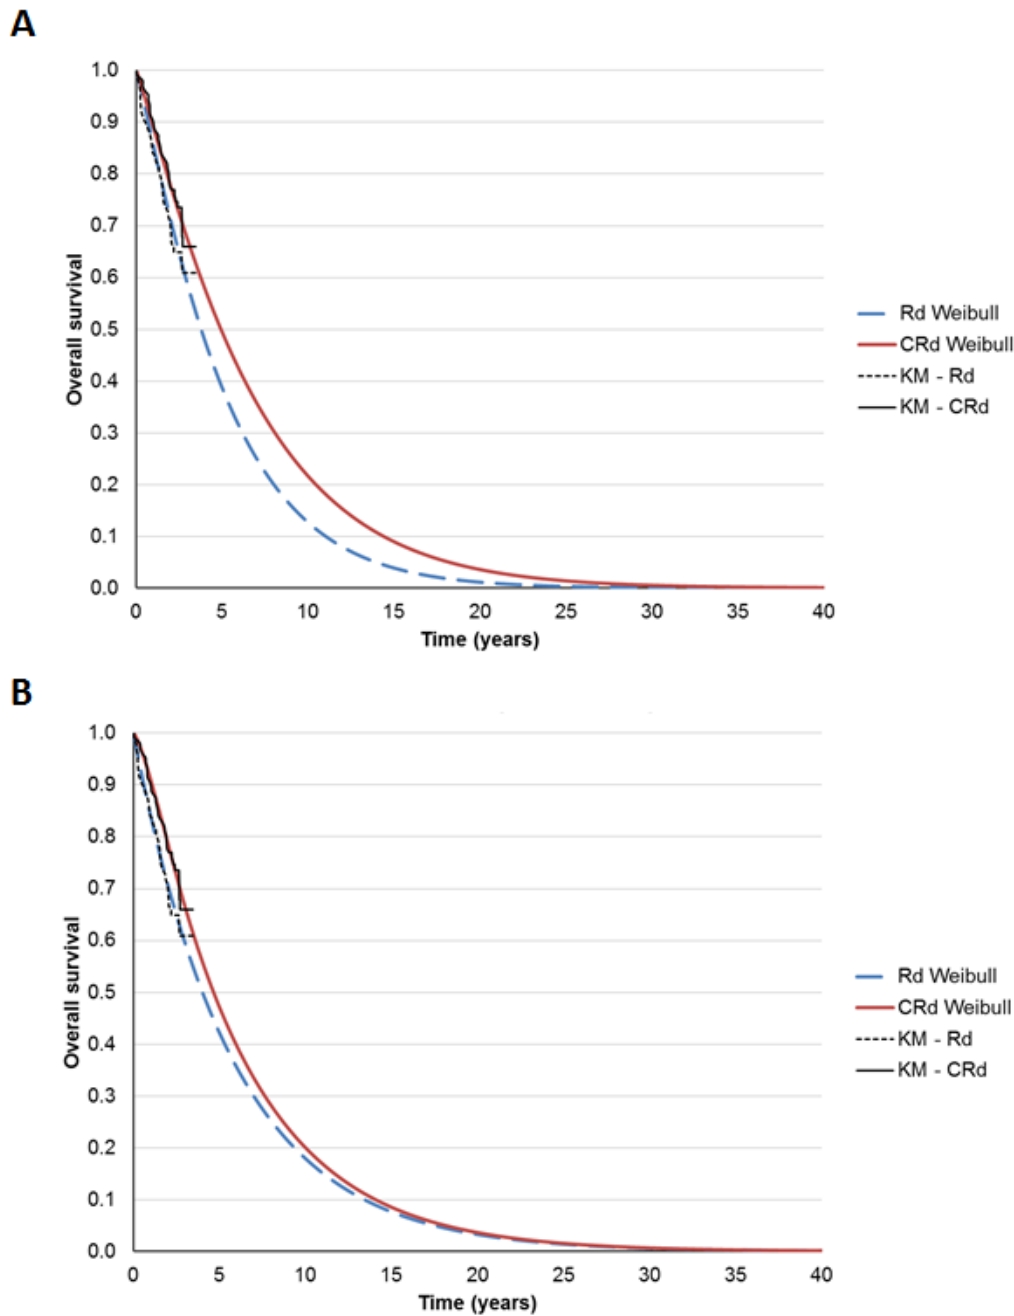 A
1.0
0.9
0.8
0.7
0.6
0.5
0.4
0.3
0.2
0.1
0.0
Overall survival
0 5 10 15 20 25 30 35 40
Time (years)
Rd Weibull
CRd Weibull
KM - Rd
KM - CRd
B
1.0
0.9
0.8
0.7
0.6
0.5
0.4
0.3
0.2
0.1
0.0
Overall survival
0 5 10 15 20 25 30 35 40
Time (years)
Rd Weibull
CRd Weibull
KM - Rd
KM - CRd